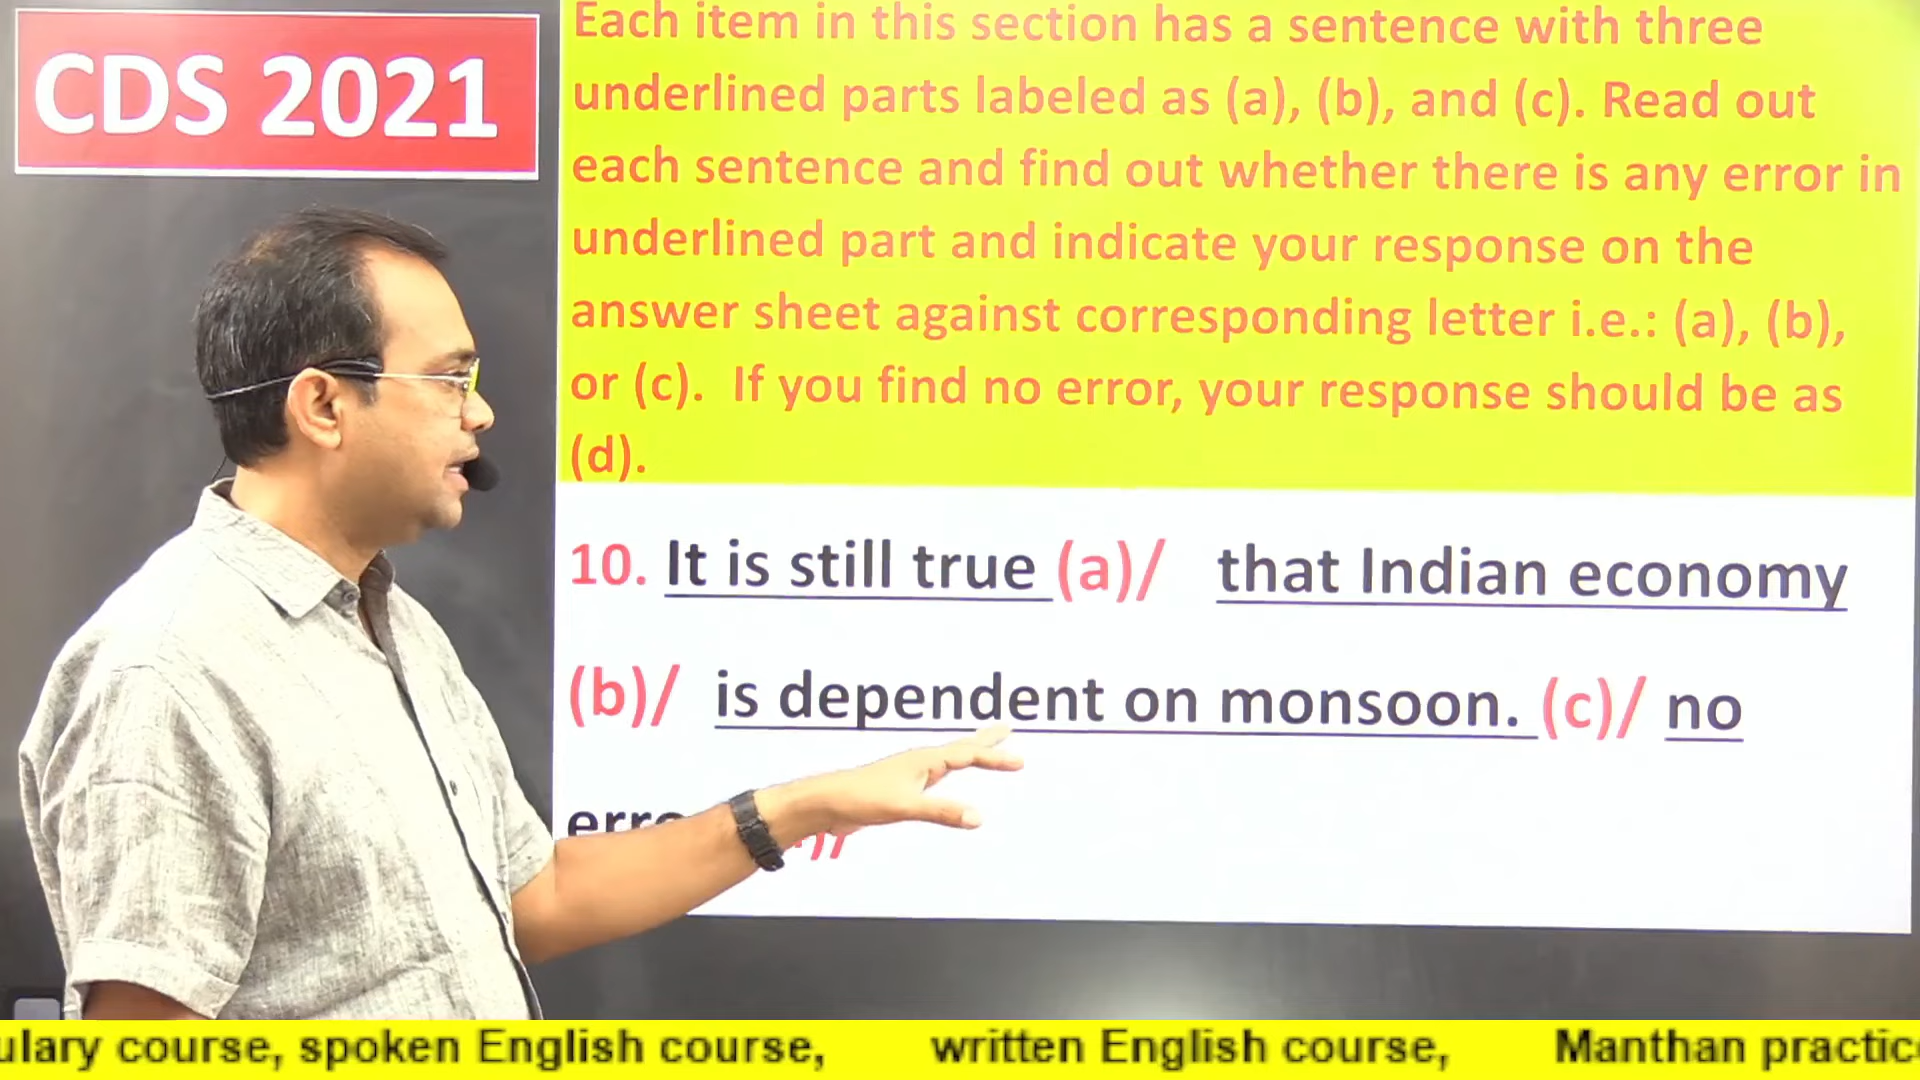 CDS 2021
Each item in this section has a sentence with three
underlined parts labeled as (a), (b), and (c). Read out
each sentence and find out whether there is any error in
underlined part and indicate your response on the
answer sheet against corresponding letter i.e.: (a), (b),
or (c). If you find no error, your response should be as
(d).
10. It is still true (a)/ that Indian economy
(b)/ is dependent on monsoon. (c)/ no
ulary course, spoken English course, written English course, Manthan practic